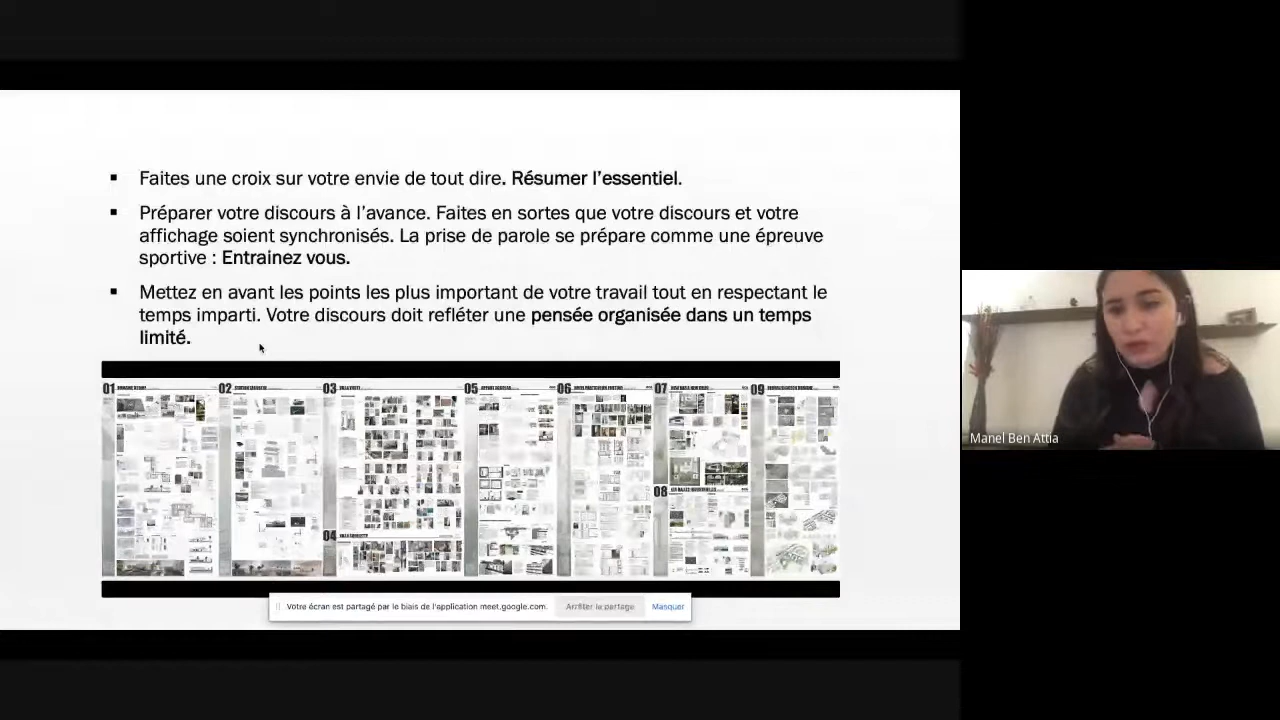 Faites une croix sur votre envie de tout dire. Résumer l’essentiel.
Préparer votre discours à l’avance. Faites en sortes que votre discours et votre
affichage soient synchronisés. La prise de parole se prépare comme une épreuve
sportive : Entrainez vous.
Mettez en avant les points les plus important de votre travail tout en respectant le
temps imparti. Votre discours doit refléter une pensée organisée dans un temps
limité.
01
02
03
05
06
07
09
08
04
Votre écran est partagé par le biais de l'application meet.google.com.
Arrêter le partage
Masquer
Manel Ben Attia